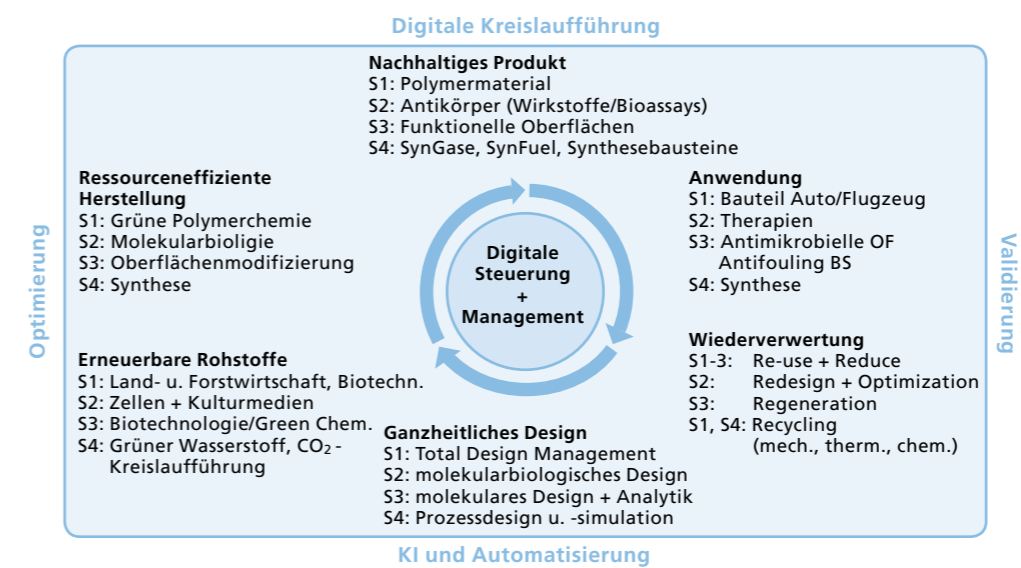 Digitale Kreislaufführung
Nachhaltiges Produkt
S1: Polymermaterial
S2: Antikörper (Wirkstoffe/Bioassays)
S3: Funktionelle Oberflächen
S4: SynGase, SynFuel, Synthesebausteine
Ressourceneffiziente
Herstellung
S1: Grüne Polymerchemie
S2: Molekularbioligie
S3: Oberflächenmodifizierung
S4: Synthese
Anwendung
S1: Bauteil Auto/Flugzeug
S2: Therapien
S3: Antimikrobielle OF
Antifouling BS
S4: Synthese
Digitale
Steuerung
+
Management
Optimierung
Validierung
Erneuerbare Rohstoffe
S1: Land- u. Forstwirtschaft, Biotechn.
S2: Zellen + Kulturmedien
S3: Biotechnologie/Green Chem.
S4: Grüner Wasserstoff, CO₂ -
Kreislaufführung
Wiederverwertung
S1-3: Re-use + Reduce
S2: Redesign + Optimization
S3: Regeneration
S1, S4: Recycling
(mech., therm., chem.)
Ganzheitliches Design
S1: Total Design Management
S2: molekularbiologisches Design
S3: molekulares Design + Analytik
S4: Prozessdesign u. -simulation
KI und Automatisierung